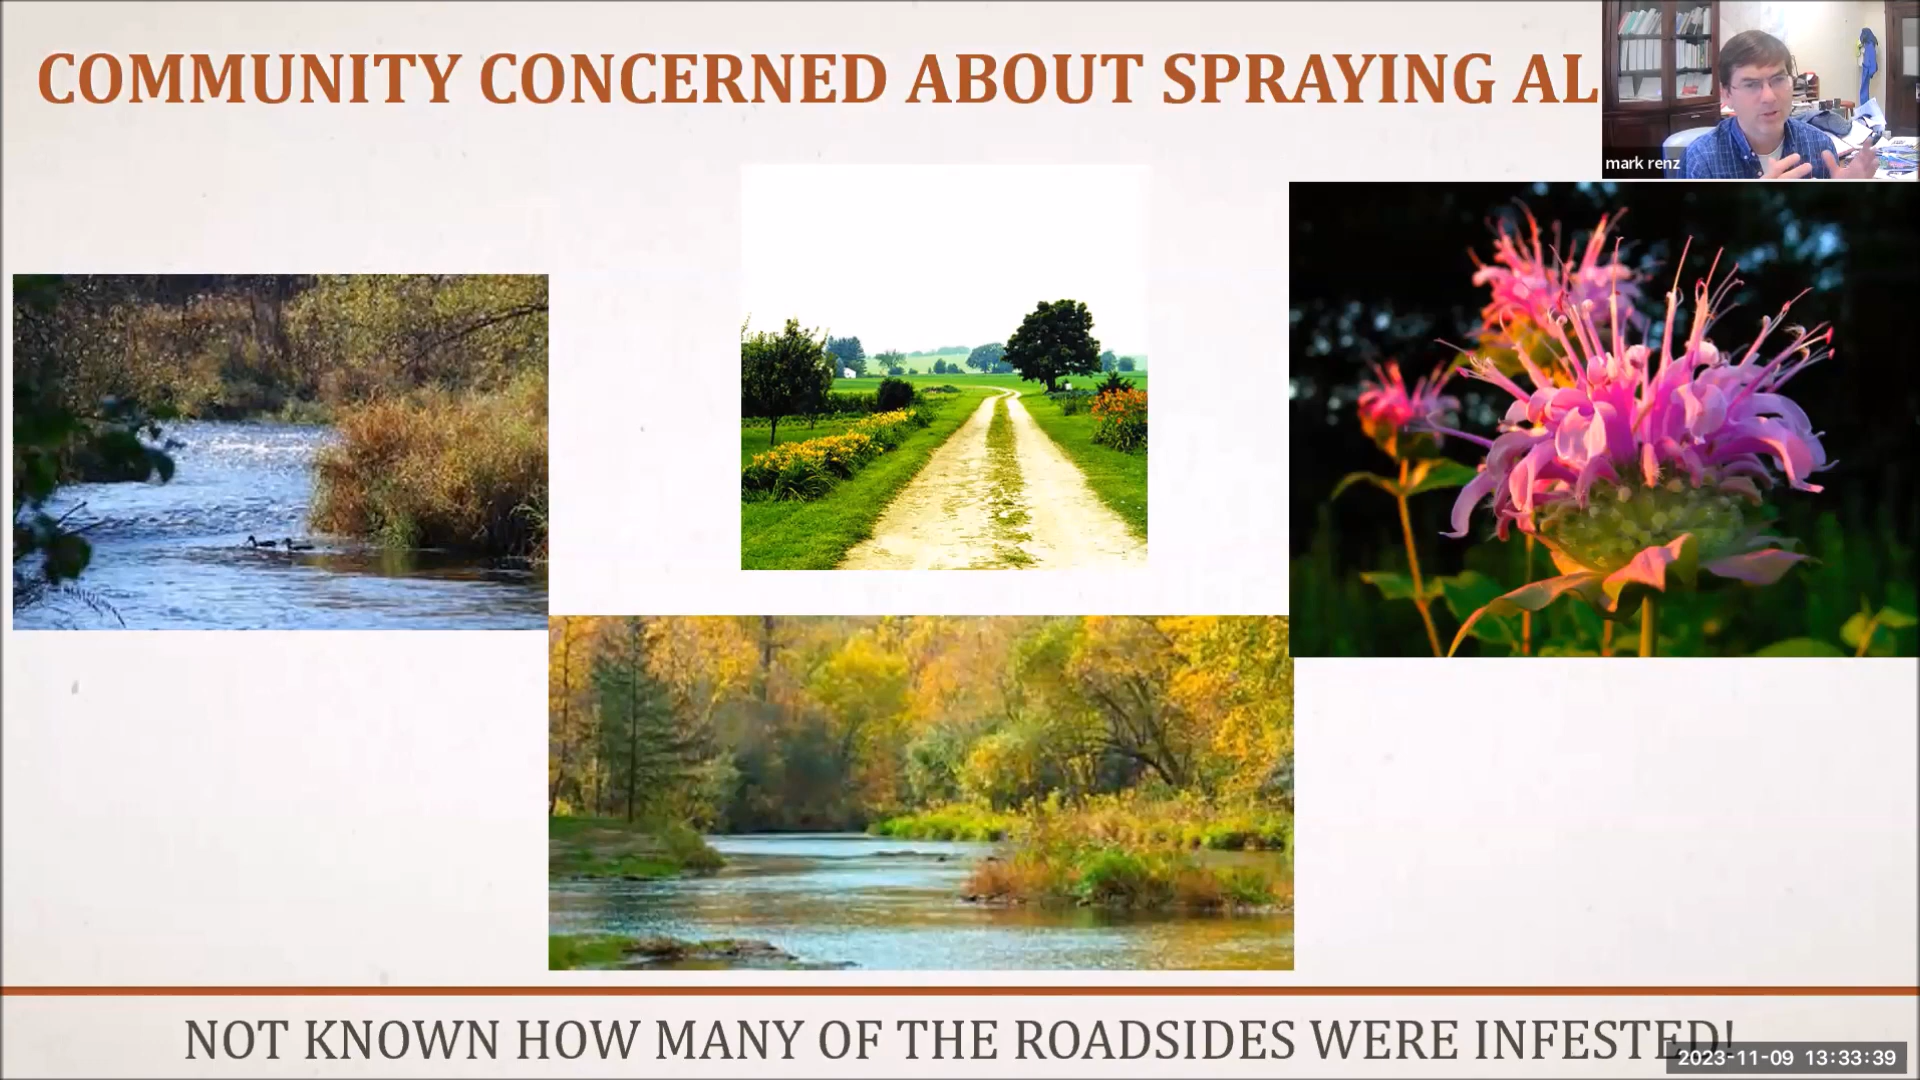 COMMUNITY CONCERNED ABOUT SPRAYING AL
mark renz
NOT KNOWN HOW MANY OF THE ROADSIDES WERE INFESTED!
2023-11-09 13:33:39